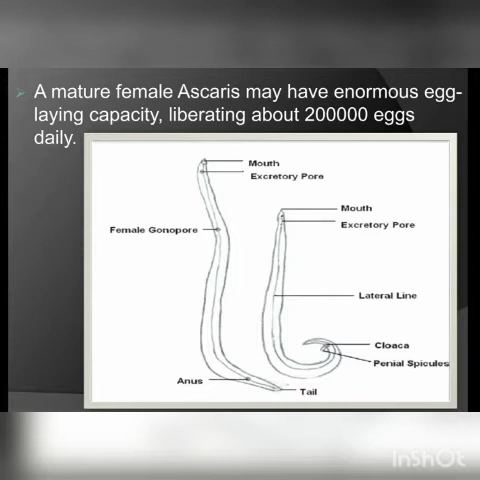 A mature female Ascaris may have enormous egg-
laying capacity, liberating about 200000 eggs
daily.
Mouth
Excretory Pore
Female Gonopore
Anus
Tail
Mouth
Excretory Pore
Lateral Line
Cloaca
Penial Spicules
InShOt